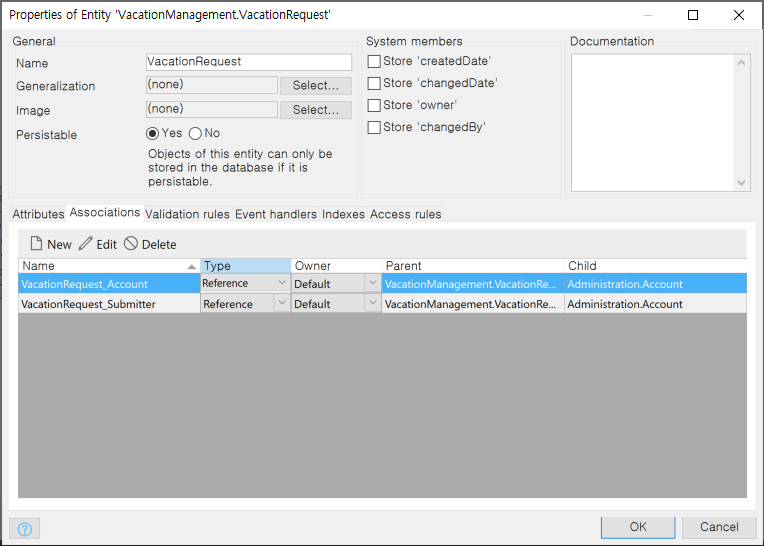 Properties of Entity 'VacationManagement.VacationRequest'
General
Name VacationRequest
Generalization (none) Select...
Image (none) Select...
Persistable Yes No
Objects of this entity can only be
stored in the database if it is
persistable.
System members
Store 'createdDate'
Store 'changedDate'
Store 'owner'
Store 'changedBy'
Documentation
Attributes Associations Validation rules Event handlers Indexes Access rules
New Edit Delete
Name Type Owner Parent Child
VacationRequest_Account Reference Default VacationManagement.VacationRe... Administration.Account
VacationRequest_Submitter Reference Default VacationManagement.VacationRe... Administration.Account
?
OK Cancel